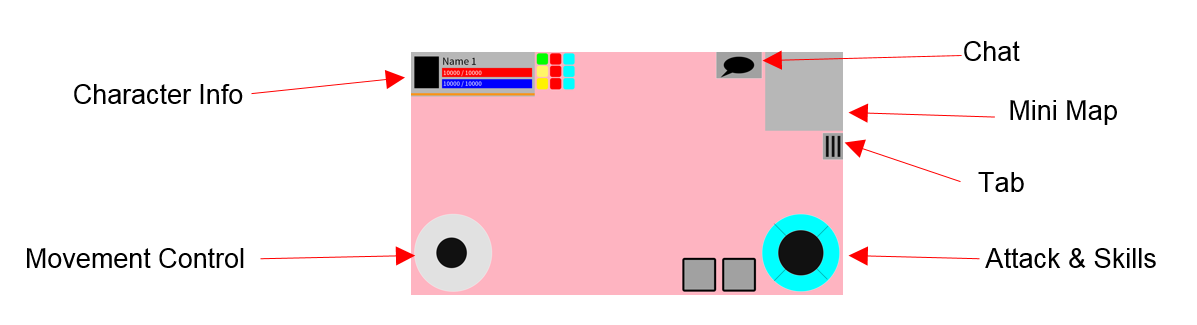 Chat
Name 1
10000 / 10000
10000 / 10000
Character Info
Mini Map
Tab
Movement Control
Attack & Skills